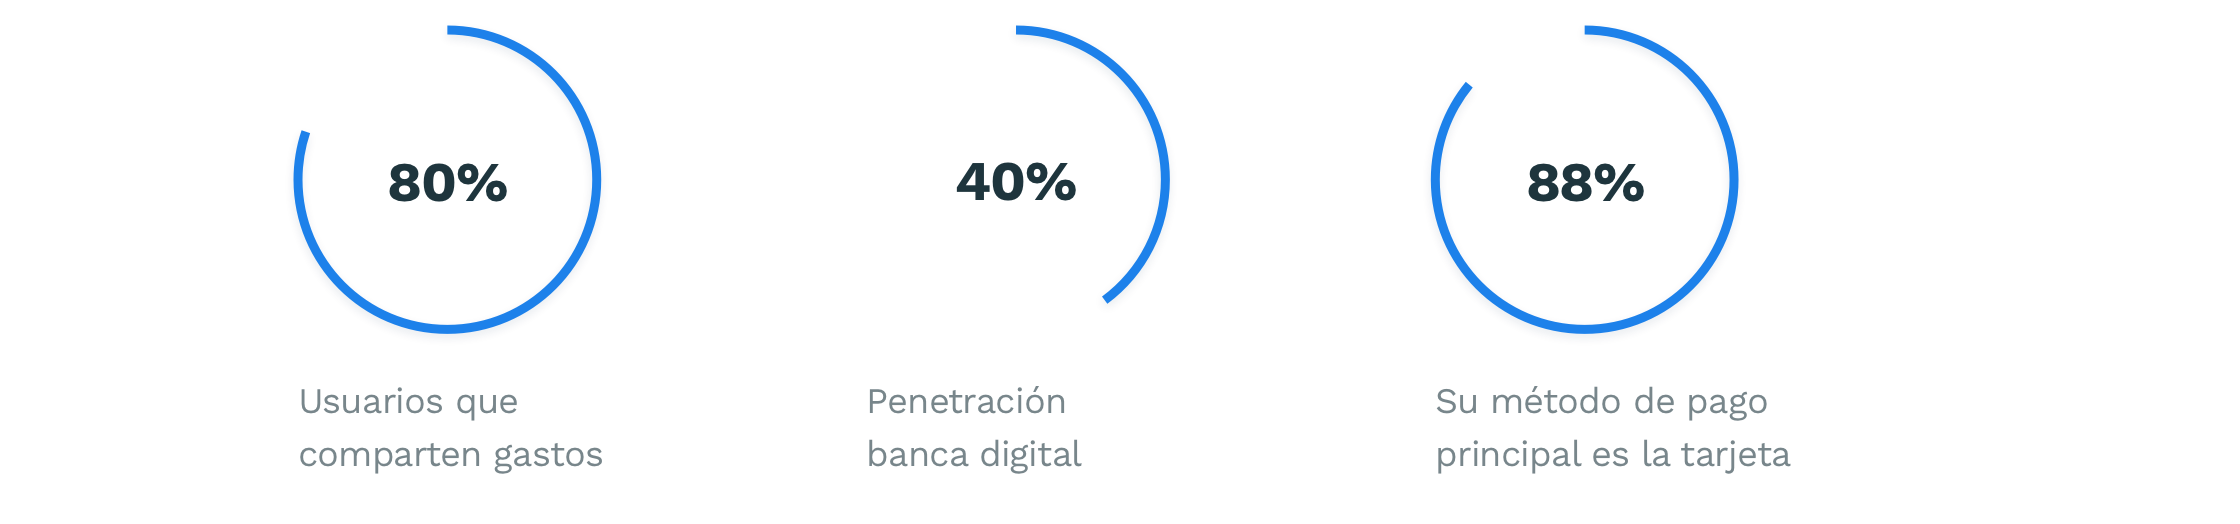 80%
Usuarios que
comparten gastos
40%
Penetración
banca digital
88%
Su método de pago
principal es la tarjeta